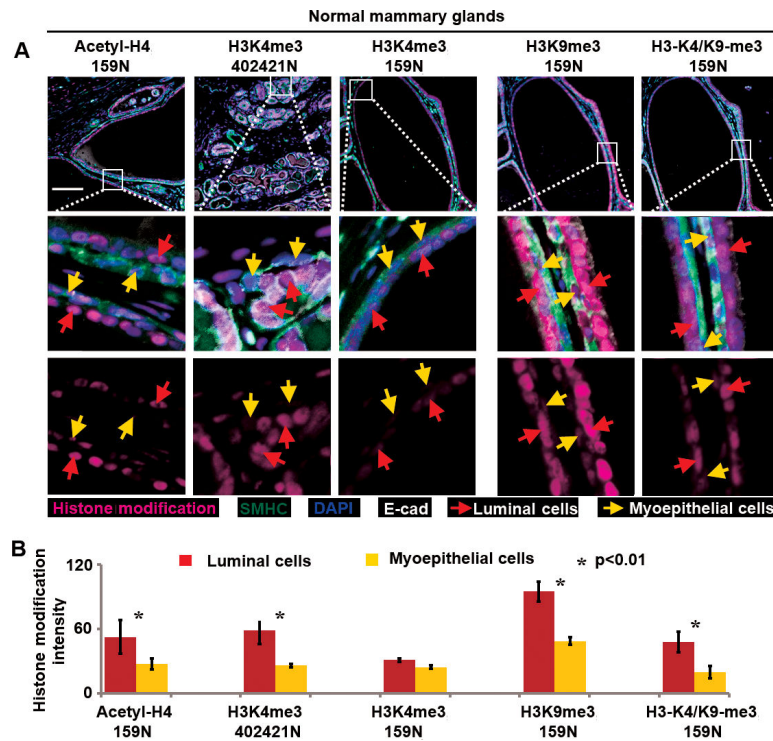 Normal mammary glands
A
Acetyl-H4 H3K4me3 H3K4me3 H3K9me3 H3-K4/K9-me3
159N 402421N 159N 159N 159N
Histone modification SMHC DAPI E-cad Luminal cells Myoepithelial cells
B
Luminal cells Myoepithelial cells * p<0.01
Histone modification
intensity
120
60
0
* * * *
Acetyl-H4 H3K4me3 H3K4me3 H3K9me3 H3-K4/K9-me3
159N 402421N 159N 159N 159N